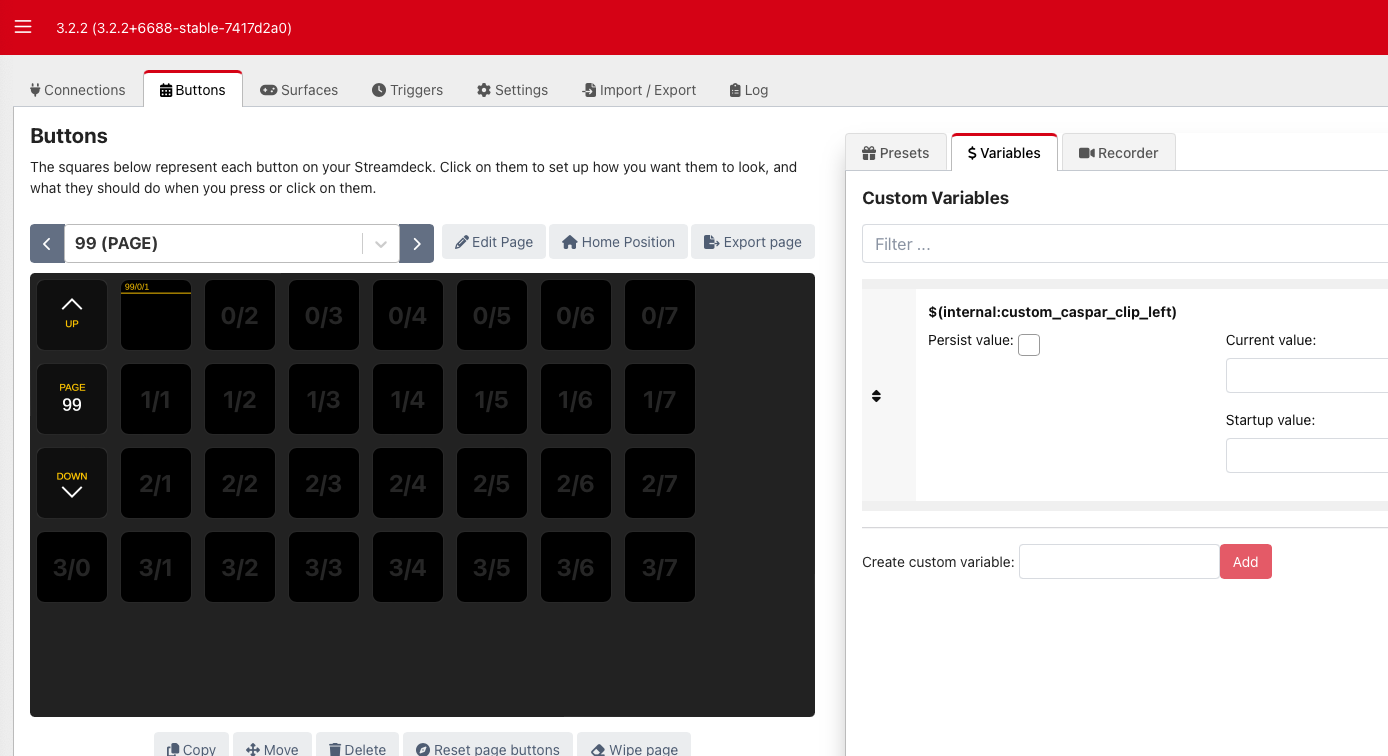 3.2.2 (3.2.2+6688-stable-7417d2a0)
Connections Buttons Surfaces Triggers Settings Import / Export Log
Buttons
The squares below represent each button on your Streamdeck. Click on them to set up how you want them to look, and
what they should do when you press or click on them.
99 (PAGE) Edit Page Home Position Export page
UP 99/0/1 0/2 0/3 0/4 0/5 0/6 0/7
PAGE
99 1/1 1/2 1/3 1/4 1/5 1/6 1/7
DOWN 2/1 2/2 2/3 2/4 2/5 2/6 2/7
3/0 3/1 3/2 3/3 3/4 3/5 3/6 3/7
Copy Move Delete Reset page buttons Wipe page
Presets $ Variables Recorder
Custom Variables
Filter ...
$(internal:custom_caspar_clip_left)
Persist value: Current value:
Startup value:
Create custom variable: Add